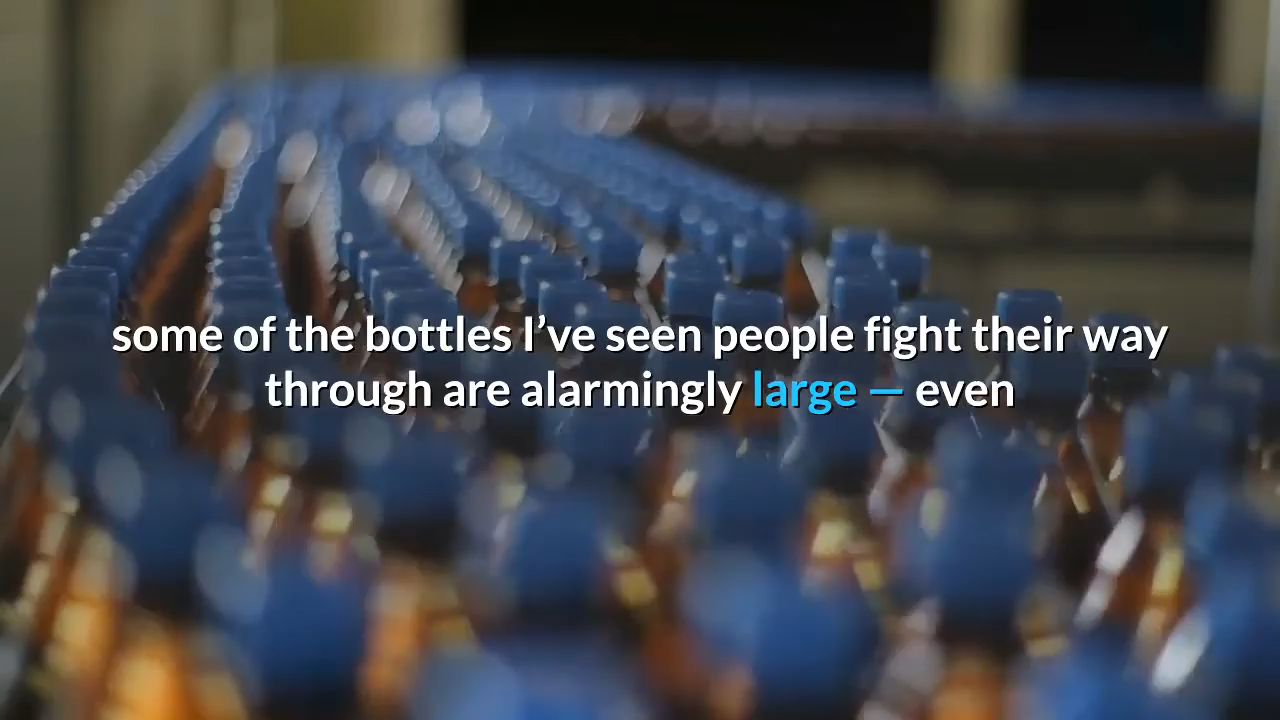 some of the bottles I’ve seen people fight their way
through are alarmingly large — even